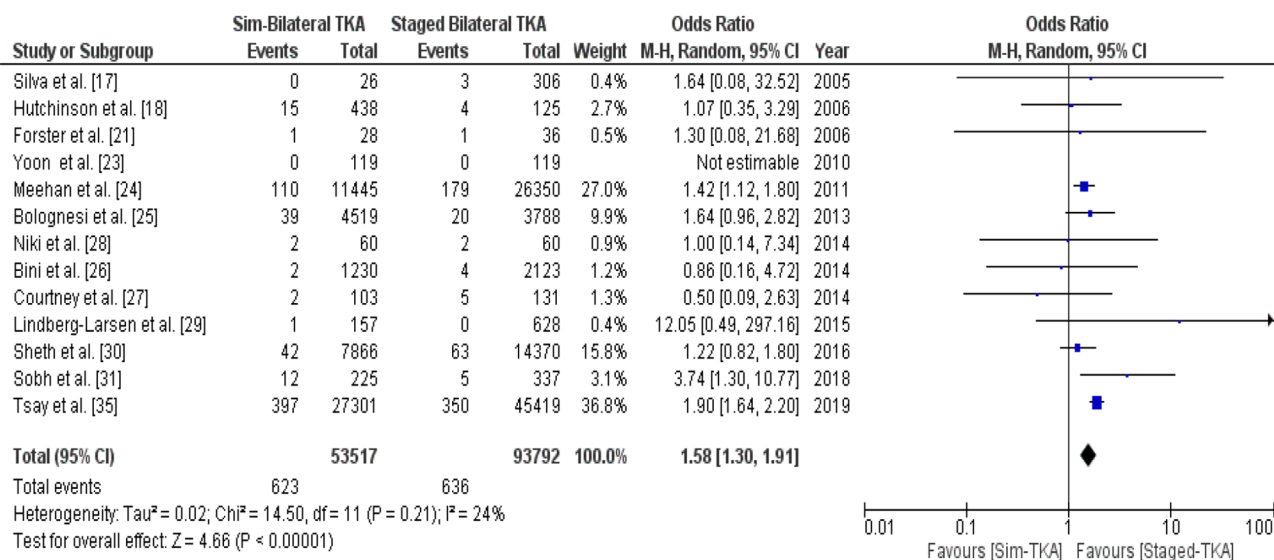 Sim-Bilateral TKA Staged Bilateral TKA Odds Ratio Odds Ratio
Study or Subgroup Events Total Events Total Weight M-H, Random, 95% CI Year M-H, Random, 95% CI
Silva et al. [17] 0 26 3 306 0.4% 1.64 [0.08, 32.52] 2005
Hutchinson et al. [18] 15 438 4 125 2.7% 1.07 [0.35, 3.29] 2006
Forster et al. [21] 1 28 1 36 0.5% 1.30 [0.08, 21.68] 2006
Yoon et al. [23] 0 119 0 119 Not estimable 2010
Meehan et al. [24] 110 11445 179 26350 27.0% 1.42 [1.12, 1.80] 2011
Bolognesi et al. [25] 39 4519 20 3788 9.9% 1.64 [0.96, 2.82] 2013
Niki et al. [28] 2 60 2 60 0.9% 1.00 [0.14, 7.34] 2014
Bini et al. [26] 2 1230 4 2123 1.2% 0.86 [0.16, 4.72] 2014
Courtney et al. [27] 2 103 5 131 1.3% 0.50 [0.09, 2.63] 2014
Lindberg-Larsen et al. [29] 1 157 0 628 0.4% 12.05 [0.49, 297.16] 2015
Sheth et al. [30] 42 7866 63 14370 15.8% 1.22 [0.82, 1.80] 2016
Sobh et al. [31] 12 225 5 337 3.1% 3.74 [1.30, 10.77] 2018
Tsay et al. [35] 397 27301 350 45419 36.8% 1.90 [1.64, 2.20] 2019
Total (95% CI) 53517 93792 100.0% 1.58 [1.30, 1.91]
Total events 623 636
Heterogeneity: Tau² = 0.02; Chi² = 14.50, df = 11 (P = 0.21); I² = 24%
Test for overall effect: Z = 4.66 (P < 0.00001)
0.01 0.1 1 10 100
Favours [Sim-TKA] Favours [Staged-TKA]